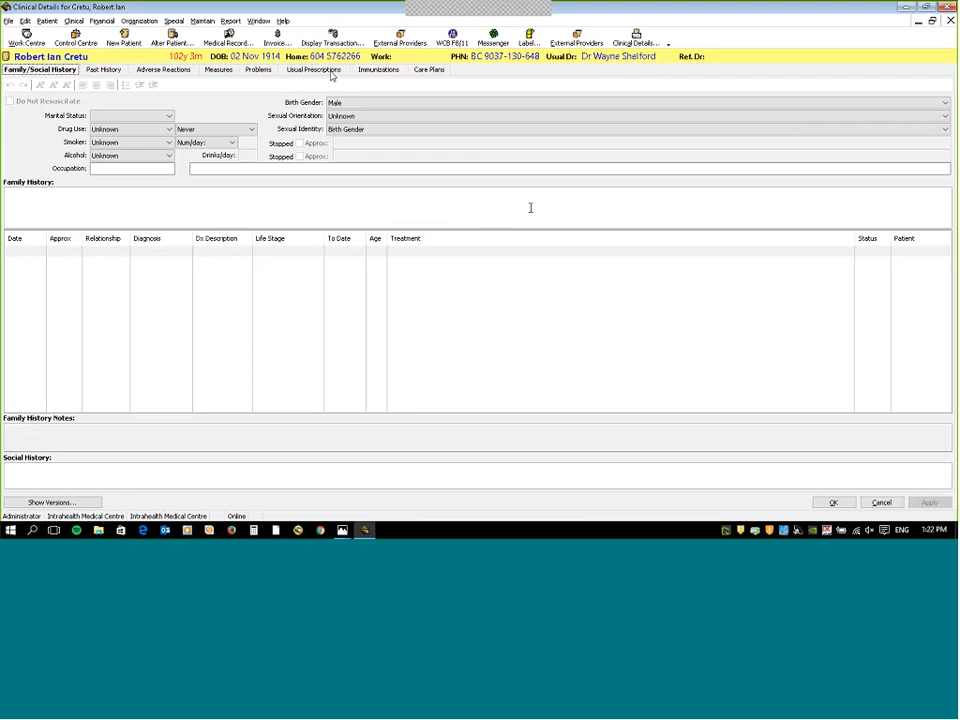 Clinical Details for Cretu, Robert Ian
File Edit Patient Clinical Financial Organization Special Maintain Report Window Help
Work Centre Control Centre New Patient Alter Patient... Medical Record... Invoice... Display Transaction... External Providers WCB F8/11 Messenger Label... External Providers Clinical Details...
Robert Ian Cretu 102y 3m DOB: 02 Nov 1914 Home: 604 5762266 Work: PHN: BC 9037-130-648 Usual Dr: Dr Wayne Shelford Ref. Dr:
Family/Social History Past History Adverse Reactions Measures Problems Usual Prescriptions Immunizations Care Plans
Do Not Resuscitate Birth Gender: Male
Marital Status: Sexual Orientation: Unknown
Drug Use: Unknown Never Sexual Identity: Birth Gender
Smoker: Unknown Num/day: Stopped Approx:
Alcohol: Unknown Drinks/day: Stopped Approx:
Occupation:
Family History:
Date Approx Relationship Diagnosis Dx Description Life Stage To Date Age Treatment Status Patient
Family History Notes:
Social History:
Show Versions... OK Cancel Apply
Administrator Intrahealth Medical Centre Intrahealth Medical Centre Online
ENG 1:22 PM